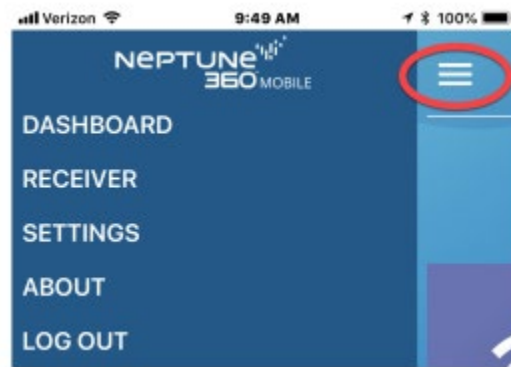 Verizon 9:49 AM 100%
NEPTUNE
360 MOBILE
DASHBOARD
RECEIVER
SETTINGS
ABOUT
LOG OUT